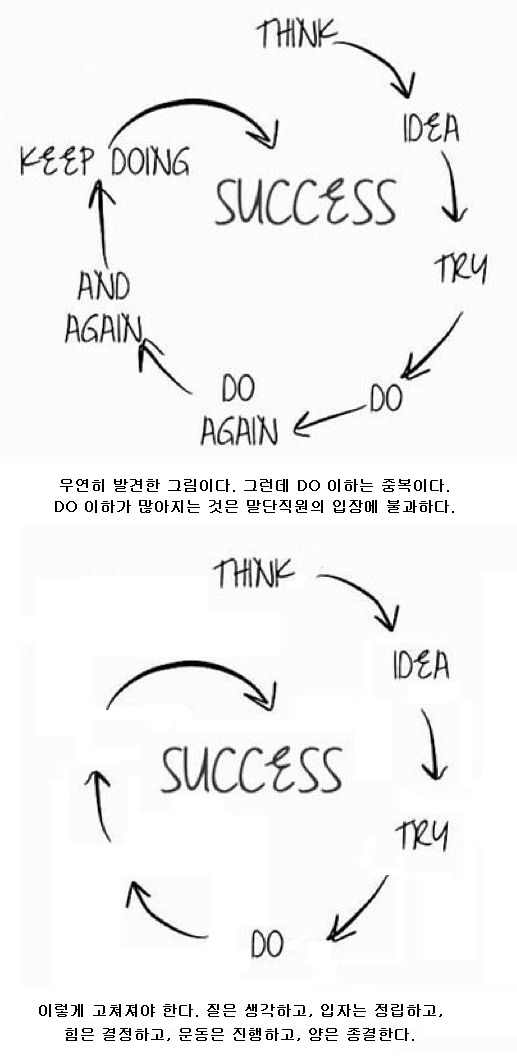 THINK
IDEA
KEEP DOING
SUCCESS
TRY
AND
AGAIN
DO
AGAIN
DO
우연히 발견한 그림이다. 그런데 DO 이하는 중복이다.
DO 이하가 많아지는 것은 말단직원의 입장에 불과하다.
THINK
IDEA
SUCCESS
TRY
DO
이렇게 고쳐져야 한다. 질은 생각하고, 입자는 정립하고,
힘은 결정하고, 운동은 진행하고, 양은 종결한다.